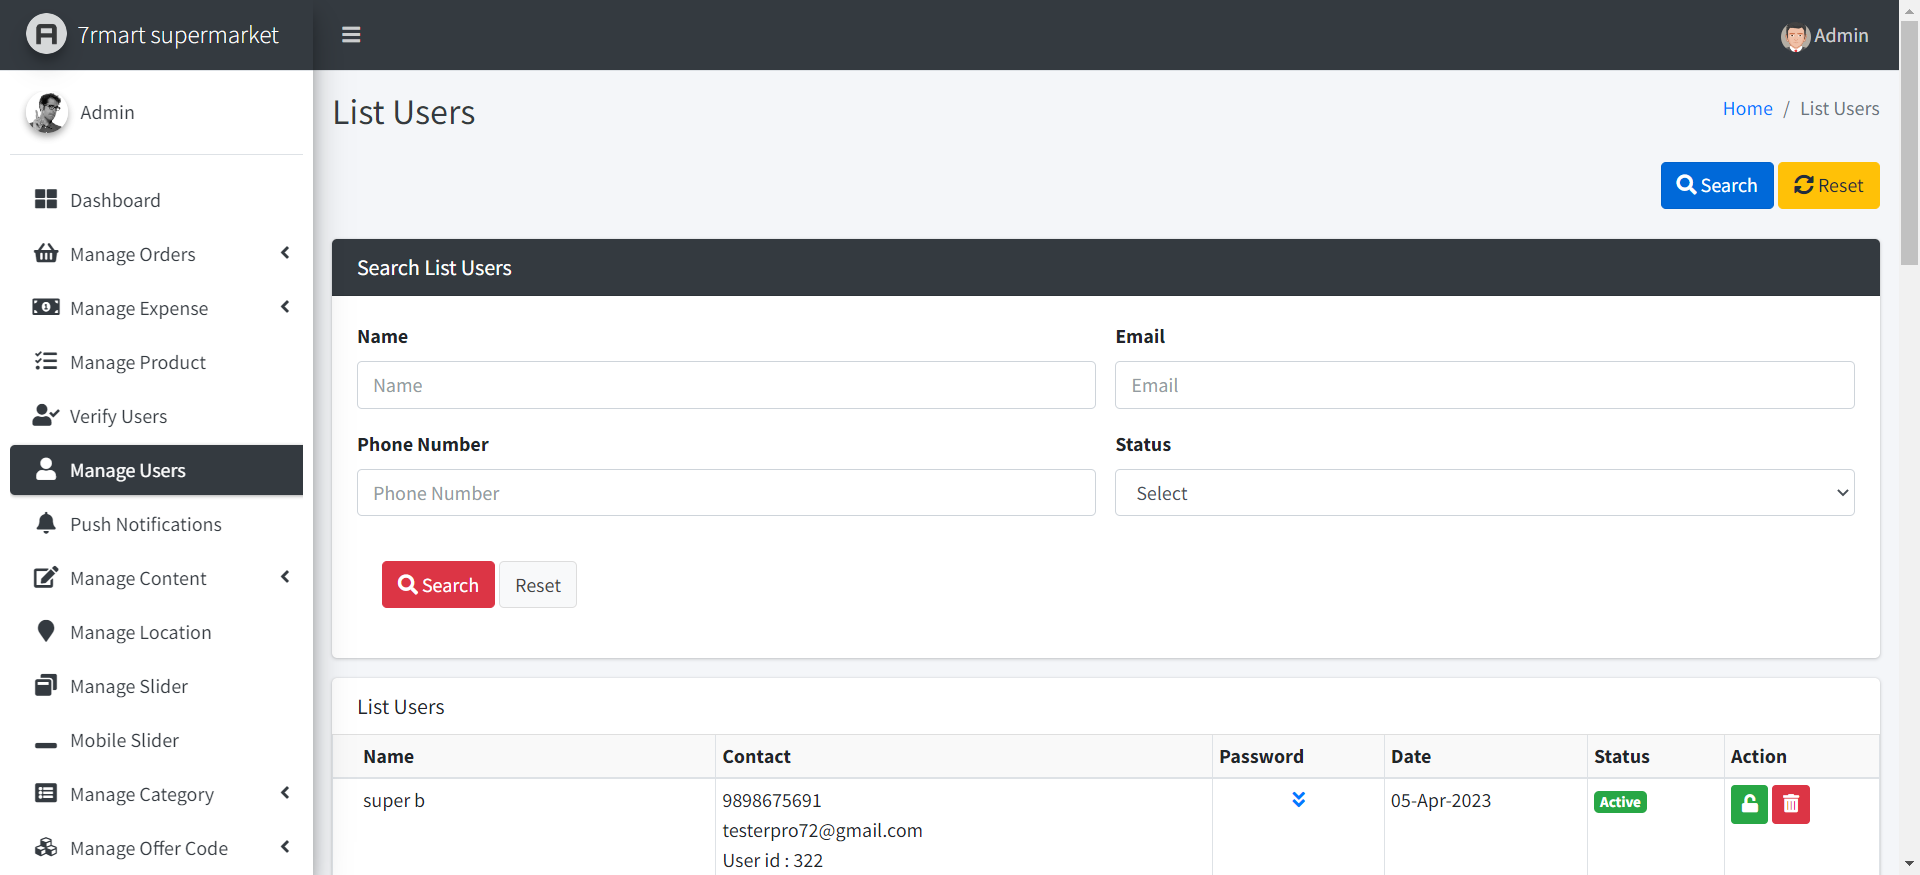 7rmart supermarket
Admin
Admin
List Users
Home / List Users
Dashboard
Manage Orders
Manage Expense
Manage Product
Verify Users
Manage Users
Push Notifications
Manage Content
Manage Location
Manage Slider
Mobile Slider
Manage Category
Manage Offer Code
Search Reset
Search List Users
Name Email
Name Email
Phone Number Status
Phone Number Select
Search Reset
List Users
Name Contact Password Date Status Action
super b 9898675691 05-Apr-2023 Active
testerpro72@gmail.com
User id : 322